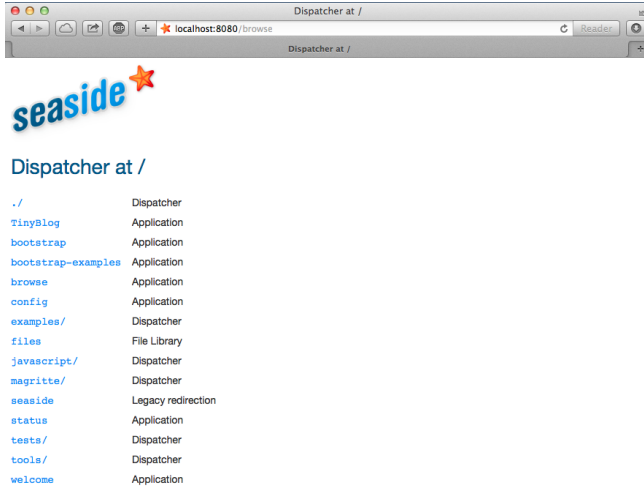 Dispatcher at /
localhost:8080/browse
Reader
Dispatcher at /
seaside
Dispatcher at /
./ Dispatcher
TinyBlog Application
bootstrap Application
bootstrap-examples Application
browse Application
config Application
examples/ Dispatcher
files File Library
javascript/ Dispatcher
magritte/ Dispatcher
seaside Legacy redirection
status Application
tests/ Dispatcher
tools/ Dispatcher
welcome Application